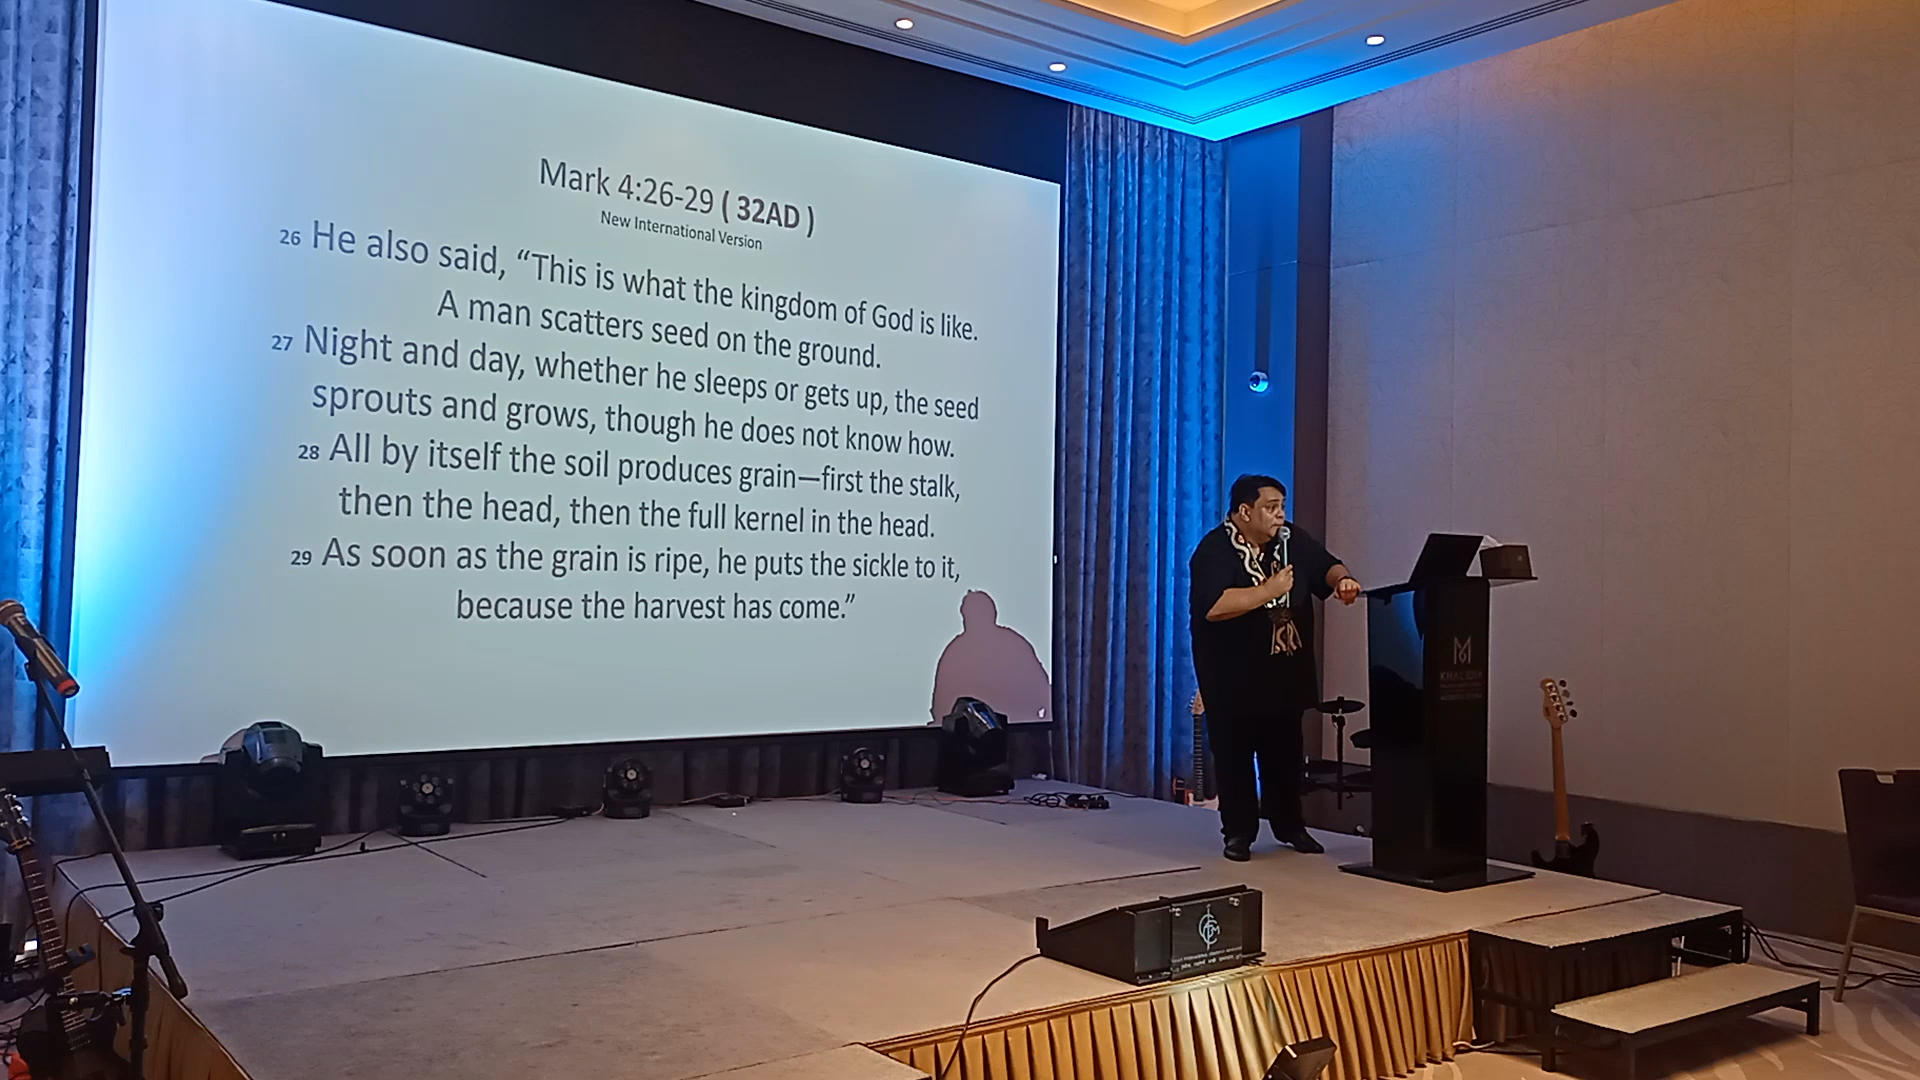 Mark 4:26-29 ( 32AD )
New International Version
26 He also said, “This is what the kingdom of God is like.
A man scatters seed on the ground.
27 Night and day, whether he sleeps or gets up, the seed
sprouts and grows, though he does not know how.
28 All by itself the soil produces grain—first the stalk,
then the head, then the full kernel in the head.
29 As soon as the grain is ripe, he puts the sickle to it,
because the harvest has come.”
KHALIDIA